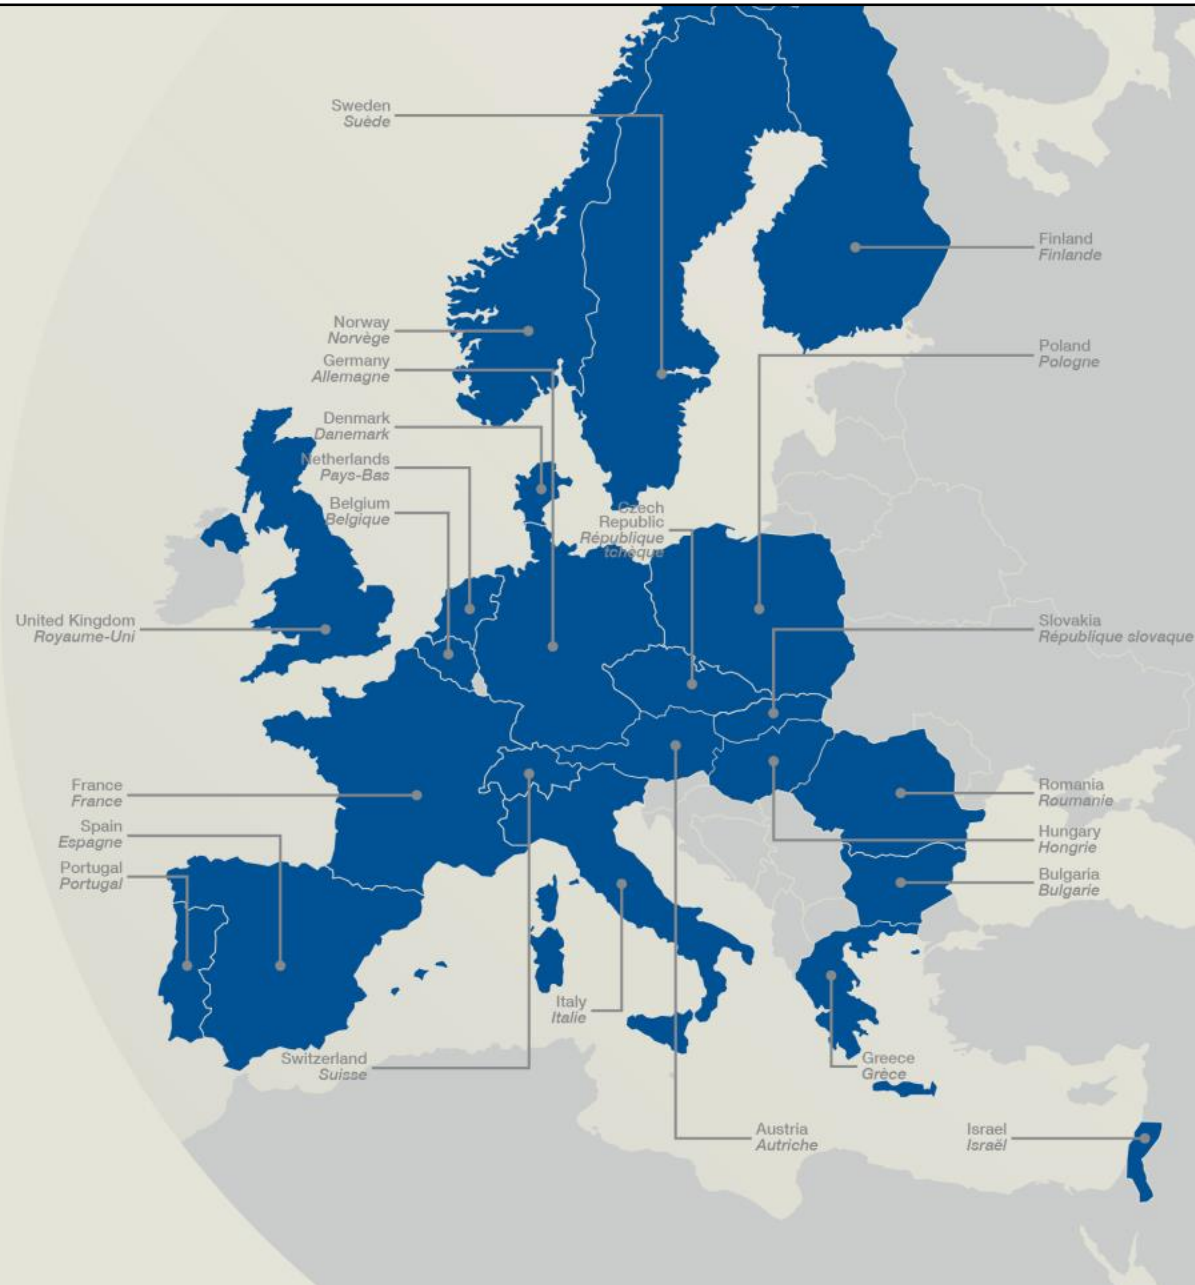 Sweden
Suède
Finland
Finlande
Norway
Norvège
Poland
Pologne
Germany
Allemagne
Denmark
Danemark
Netherlands
Pays-Bas
Belgium
Belgique
Czech
Republic
République
tchèque
United Kingdom
Royaume-Uni
Slovakia
République slovaque
France
France
Romania
Roumanie
Spain
Espagne
Hungary
Hongrie
Portugal
Portugal
Bulgaria
Bulgarie
Italy
Italie
Switzerland
Suisse
Greece
Grèce
Austria
Autriche
Israel
Israël